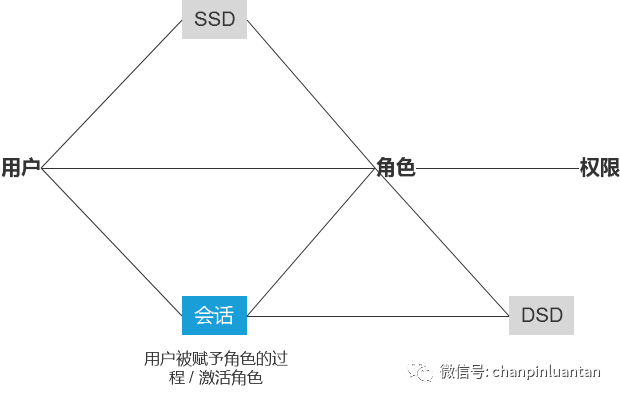 SSD
用户
角色
权限
会话
DSD
用户被赋予角色的过
程 / 激活角色
微信号: chanpinluantan